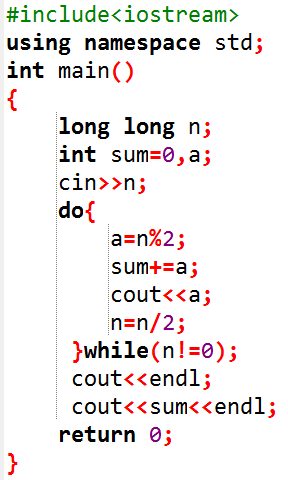 #include<iostream>
using namespace std;
int main()
{
long long n;
int sum=0,a;
cin>>n;
do{
a=n%2;
sum+=a;
cout<<a;
n=n/2;
}while(n!=0);
cout<<endl;
cout<<sum<<endl;
return 0;
}